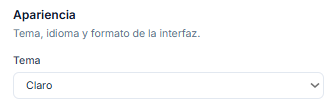 Apariencia
Tema, idioma y formato de la interfaz.
Tema
Claro